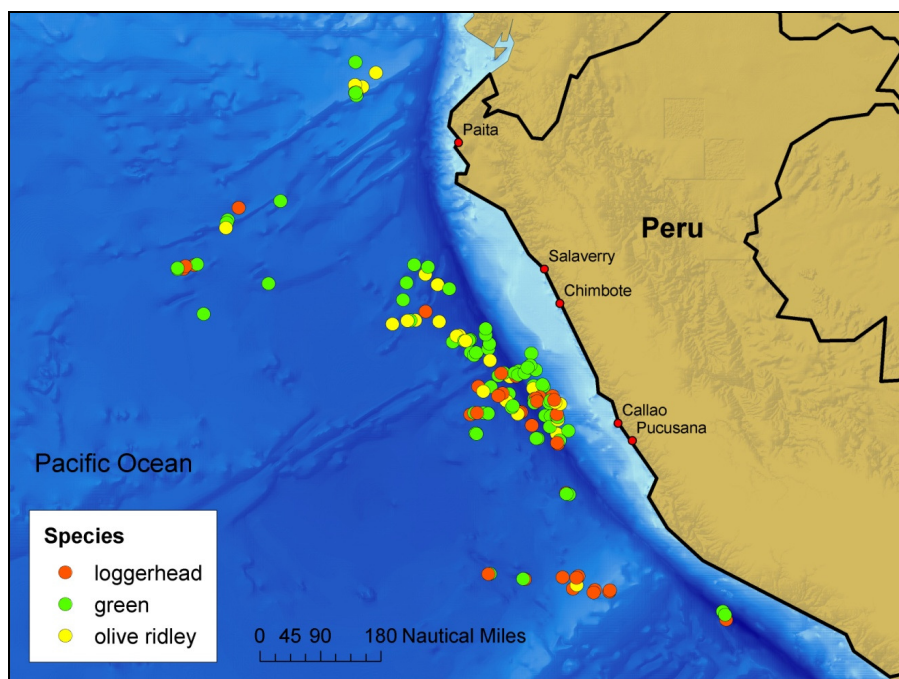 Paita
Peru
Salaverry
Chimbote
Callao
Pucusana
Pacific Ocean
Species
loggerhead
green
olive ridley
0 45 90 180 Nautical Miles